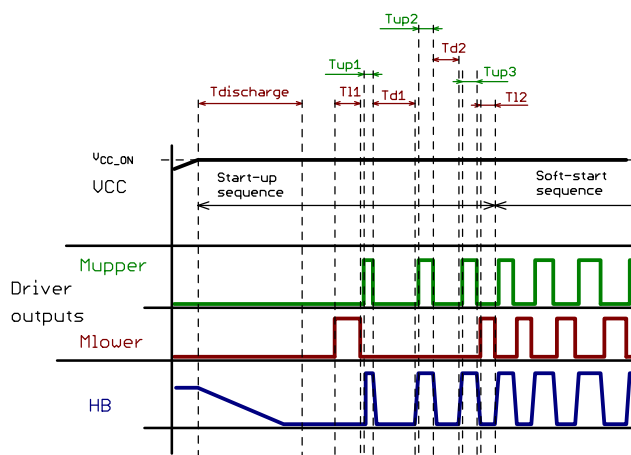 Tup2
Td2
Tup1
Tup3
Tdischarge
Tl1
Td1
Tl2
VCC_ON
VCC
Start-up
sequence
Soft-start
sequence
Mupper
Driver
outputs
Mlower
HB